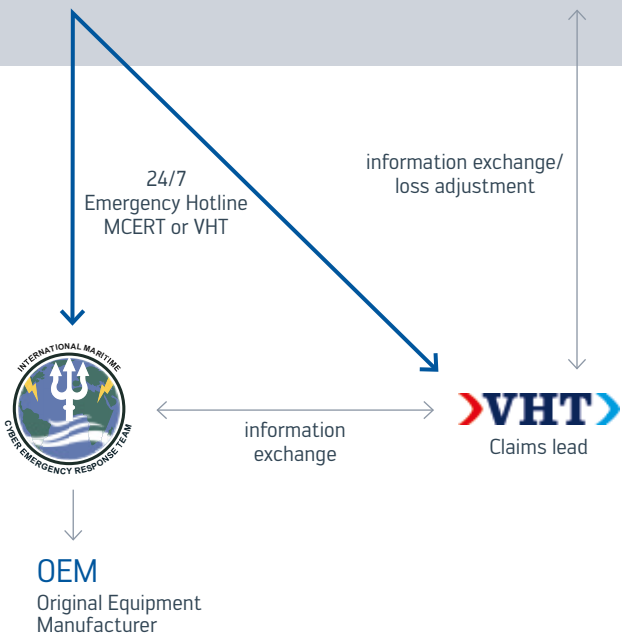 24/7
Emergency Hotline
MCERT or VHT
information exchange/
loss adjustment
INTERNATIONAL MARITIME
CYBER EMERGENCY RESPONSE TEAM
information
exchange
VHT
Claims lead
OEM
Original Equipment
Manufacturer